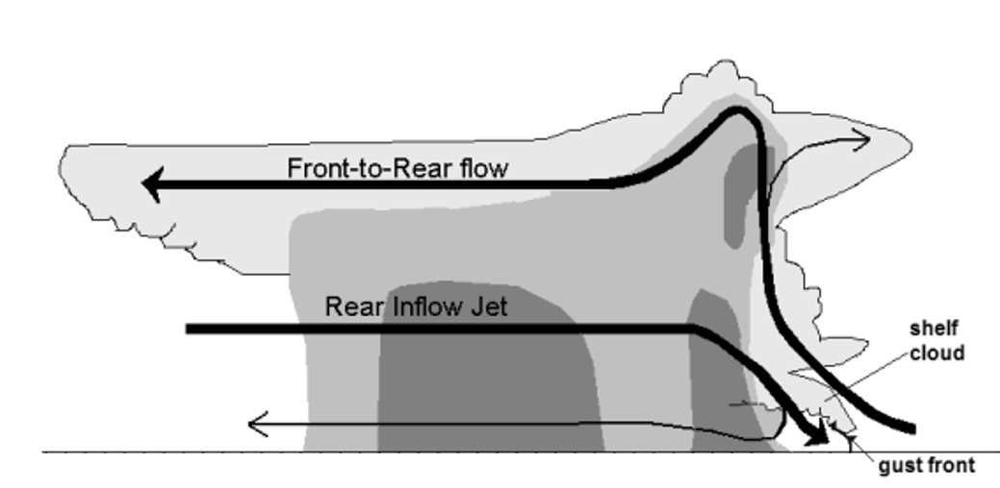 Front-to-Rear flow
Rear Inflow Jet
shelf
cloud
gust front